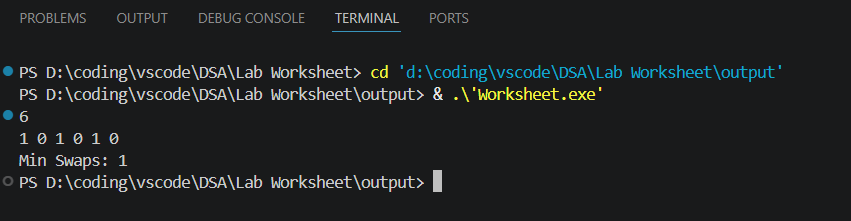 PROBLEMS OUTPUT DEBUG CONSOLE TERMINAL PORTS
PS D:\coding\vscode\DSA\Lab Worksheet> cd 'd:\coding\vscode\DSA\Lab Worksheet\output'
PS D:\coding\vscode\DSA\Lab Worksheet\output> & .\'Worksheet.exe'
6
1 0 1 0 1 0
Min Swaps: 1
PS D:\coding\vscode\DSA\Lab Worksheet\output>